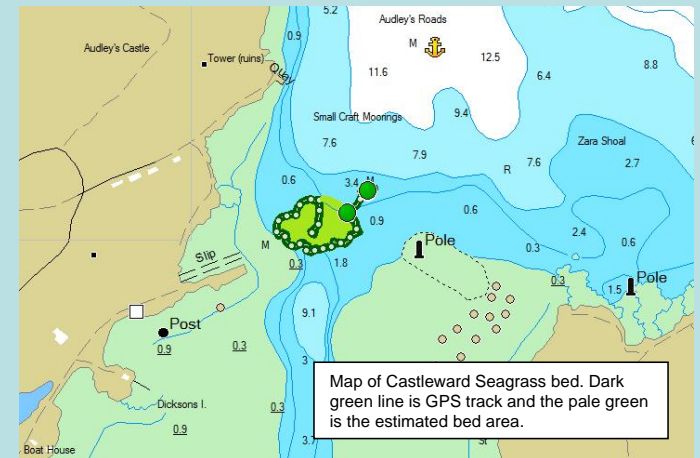 5.2
Audley's Roads
0.9
M
Audley's Castle
12.5
Tower (ruins)
8.8
11.6
6.4
Quay
9.4
Small Craft Moorings
7.6
7.9
R
7.6
Zara Shoal
2.7
0.6
3.4
M
0.9
0.6
2.4
0.6
M
Pole
0.3
Slip
0.3
1.8
0.3
Pole
1.5
9.1
Post
0.9
0.3
3
Map of Castleward Seagrass bed. Dark
green line is GPS track and the pale green
is the estimated bed area.
Dicksons I.
0.3
0.9
3.7
St
Boat House